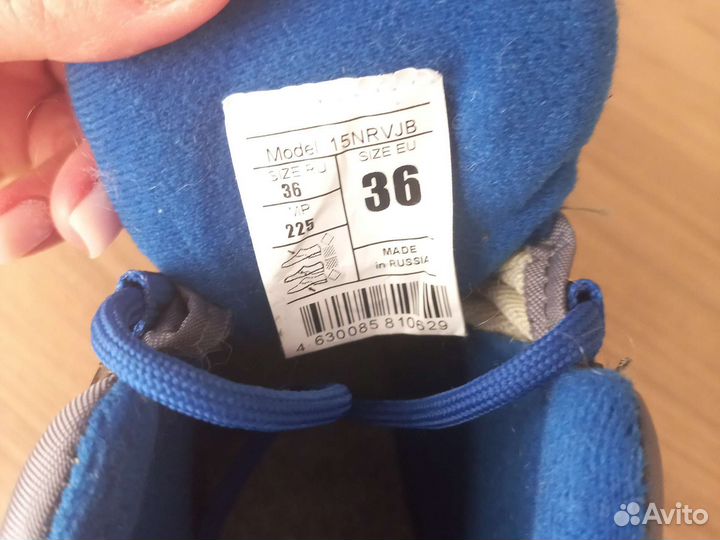 Model 15NRVJB
SIZE RU
36
MP
225
SIZE EU
36
MADE
in RUSSIA
4 630085 810629
Avito